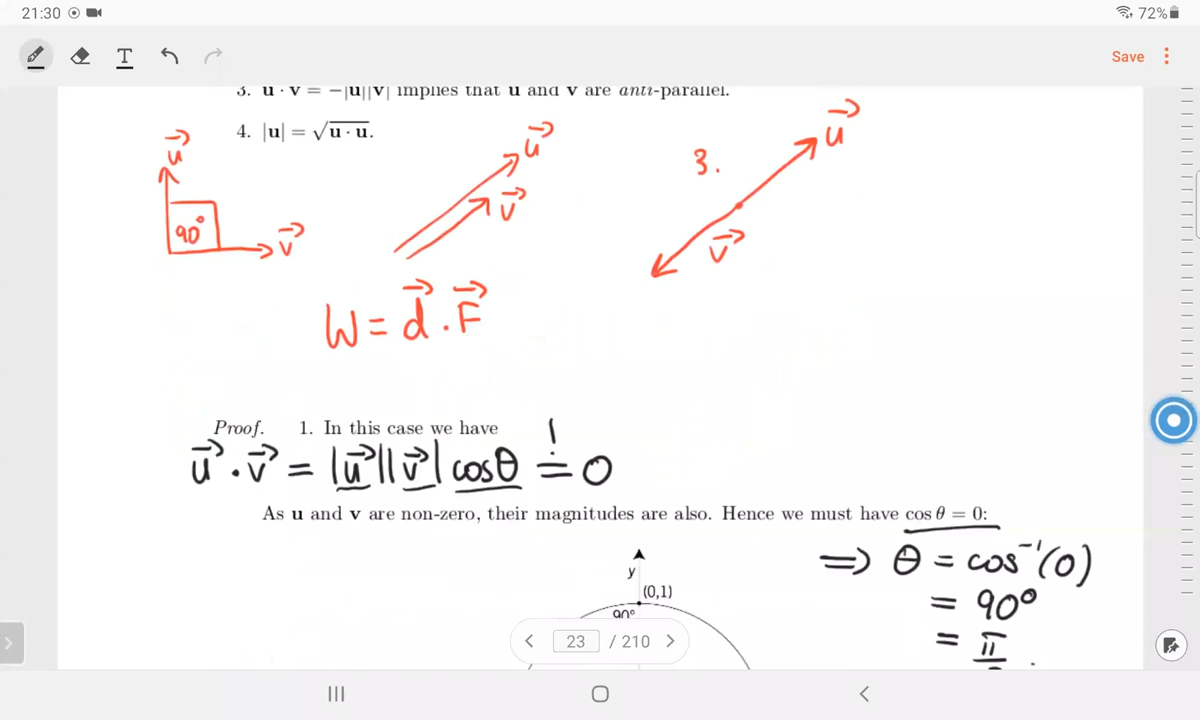 21:30 72%
T Save
3. u · v = −|u||v| implies that u and v are anti-parallel.
4. |u| = √u · u.
u⃗
90°
v⃗
u⃗
v⃗
3.
u⃗
v⃗
W = d⃗ . F⃗
Proof. 1. In this case we have
u⃗ . v⃗ = |u⃗||v⃗| cosθ =! 0
As u and v are non-zero, their magnitudes are also. Hence we must have cos θ = 0:
⇒ θ = cos⁻¹(0)
= 90°
= π
y
(0,1)
90°
23 / 210